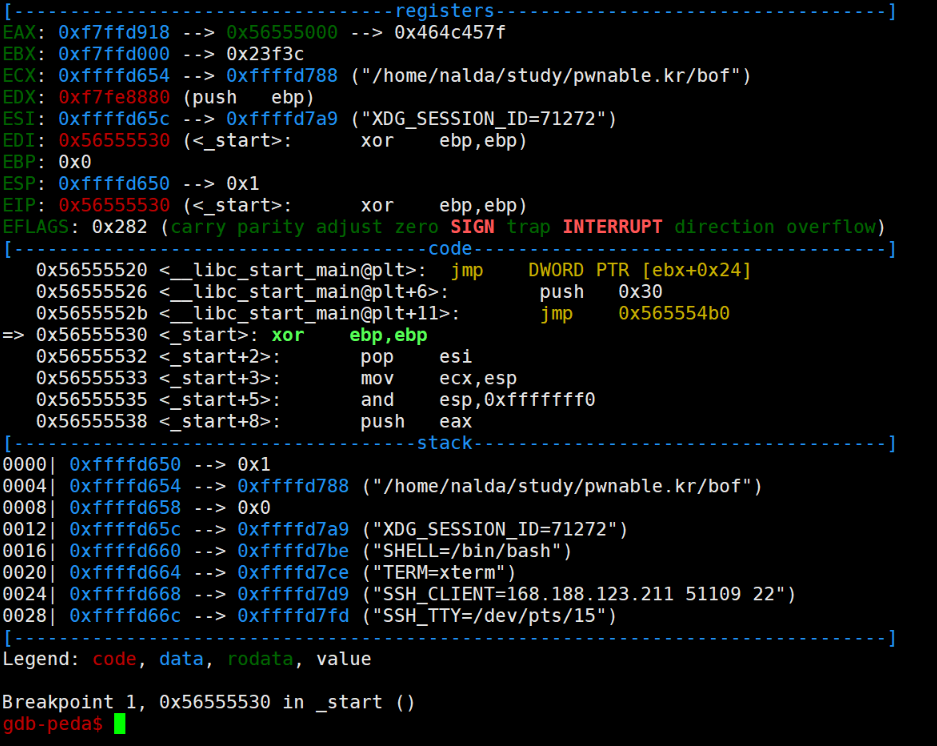 [----------------------------------registers-----------------------------------]
EAX: 0xf7ffd918 --> 0x56555000 --> 0x464c457f
EBX: 0xf7ffd000 --> 0x23f3c
ECX: 0xffffd654 --> 0xffffd788 ("/home/nalda/study/pwnable.kr/bof")
EDX: 0xf7fe8880 (push   ebp)
ESI: 0xffffd65c --> 0xffffd7a9 ("XDG_SESSION_ID=71272")
EDI: 0x56555530 (<_start>:      xor    ebp,ebp)
EBP: 0x0
ESP: 0xffffd650 --> 0x1
EIP: 0x56555530 (<_start>:      xor    ebp,ebp)
EFLAGS: 0x282 (carry parity adjust zero SIGN trap INTERRUPT direction overflow)
[-------------------------------------code-------------------------------------]
   0x56555520 <__libc_start_main@plt>:  jmp    DWORD PTR [ebx+0x24]
   0x56555526 <__libc_start_main@plt+6>:        push   0x30
   0x5655552b <__libc_start_main@plt+11>:       jmp    0x565554b0
=> 0x56555530 <_start>: xor    ebp,ebp
   0x56555532 <_start+2>:       pop    esi
   0x56555533 <_start+3>:       mov    ecx,esp
   0x56555535 <_start+5>:       and    esp,0xfffffff0
   0x56555538 <_start+8>:       push   eax
[------------------------------------stack-------------------------------------]
0000| 0xffffd650 --> 0x1
0004| 0xffffd654 --> 0xffffd788 ("/home/nalda/study/pwnable.kr/bof")
0008| 0xffffd658 --> 0x0
0012| 0xffffd65c --> 0xffffd7a9 ("XDG_SESSION_ID=71272")
0016| 0xffffd660 --> 0xffffd7be ("SHELL=/bin/bash")
0020| 0xffffd664 --> 0xffffd7ce ("TERM=xterm")
0024| 0xffffd668 --> 0xffffd7d9 ("SSH_CLIENT=168.188.123.211 51109 22")
0028| 0xffffd66c --> 0xffffd7fd ("SSH_TTY=/dev/pts/15")
[------------------------------------------------------------------------------]
Legend: code, data, rodata, value

Breakpoint 1, 0x56555530 in _start ()
gdb-peda$